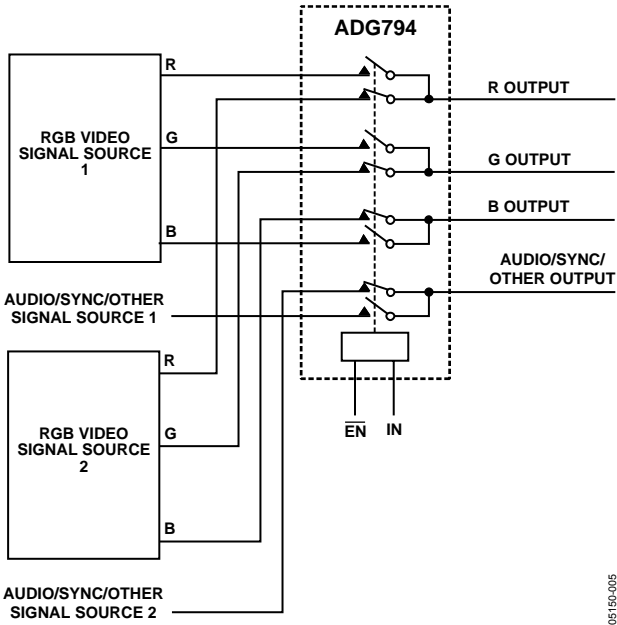 ADG794
R
R OUTPUT
RGB VIDEO
SIGNAL SOURCE
1
G
G OUTPUT
B OUTPUT
B
AUDIO/SYNC/
OTHER OUTPUT
AUDIO/SYNC/OTHER
SIGNAL SOURCE 1
R
EN IN
RGB VIDEO
SIGNAL SOURCE
2
G
B
AUDIO/SYNC/OTHER
SIGNAL SOURCE 2
05150-005